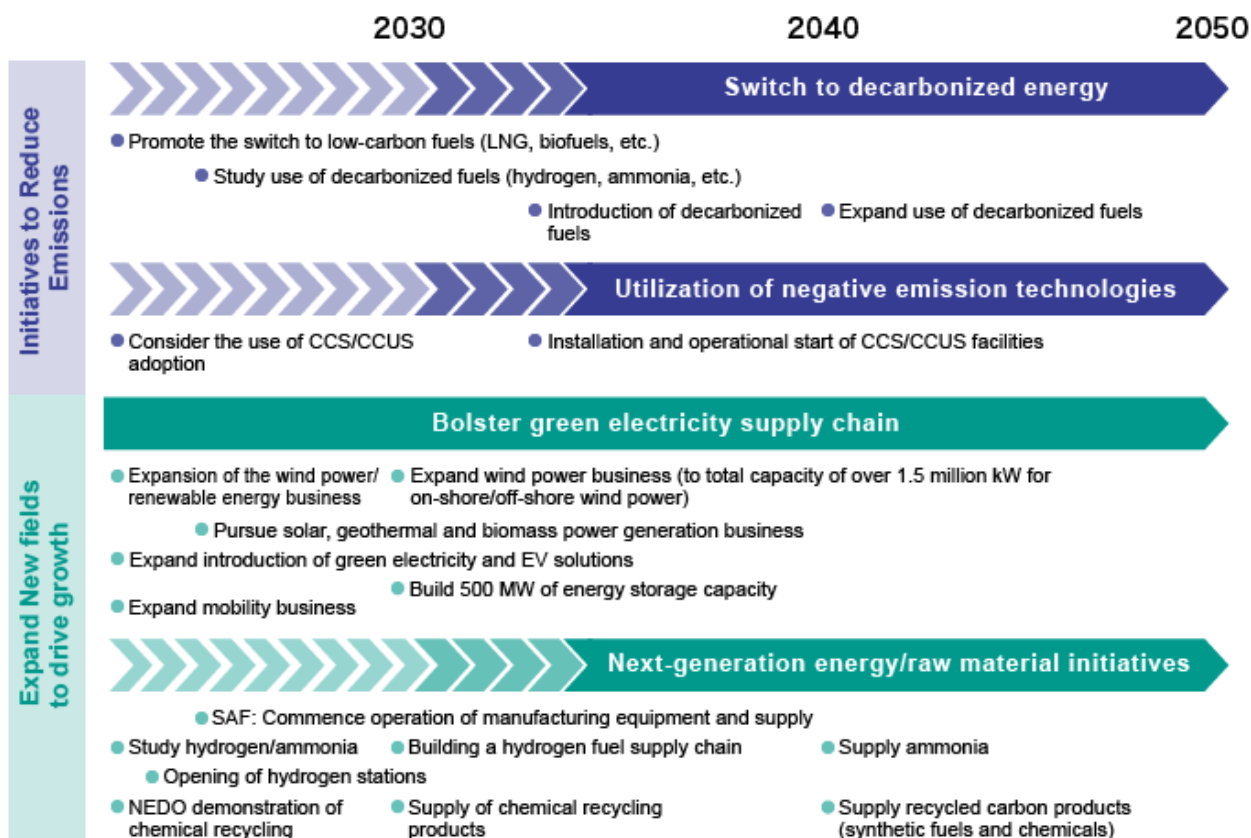 2030 2040 2050
Initiatives to Reduce
Emissions
Switch to decarbonized energy
Promote the switch to low-carbon fuels (LNG, biofuels, etc.)
Study use of decarbonized fuels (hydrogen, ammonia, etc.)
Introduction of decarbonized
fuels
Expand use of decarbonized fuels
Utilization of negative emission technologies
Consider the use of CCS/CCUS
adoption
Installation and operational start of CCS/CCUS facilities
Expand New fields
to drive growth
Bolster green electricity supply chain
Expansion of the wind power/
renewable energy business
Expand wind power business (to total capacity of over 1.5 million kW for
on-shore/off-shore wind power)
Pursue solar, geothermal and biomass power generation business
Expand introduction of green electricity and EV solutions
Build 500 MW of energy storage capacity
Expand mobility business
Next-generation energy/raw material initiatives
SAF: Commence operation of manufacturing equipment and supply
Study hydrogen/ammonia
Building a hydrogen fuel supply chain
Supply ammonia
Opening of hydrogen stations
NEDO demonstration of
chemical recycling
Supply of chemical recycling
products
Supply recycled carbon products
(synthetic fuels and chemicals)